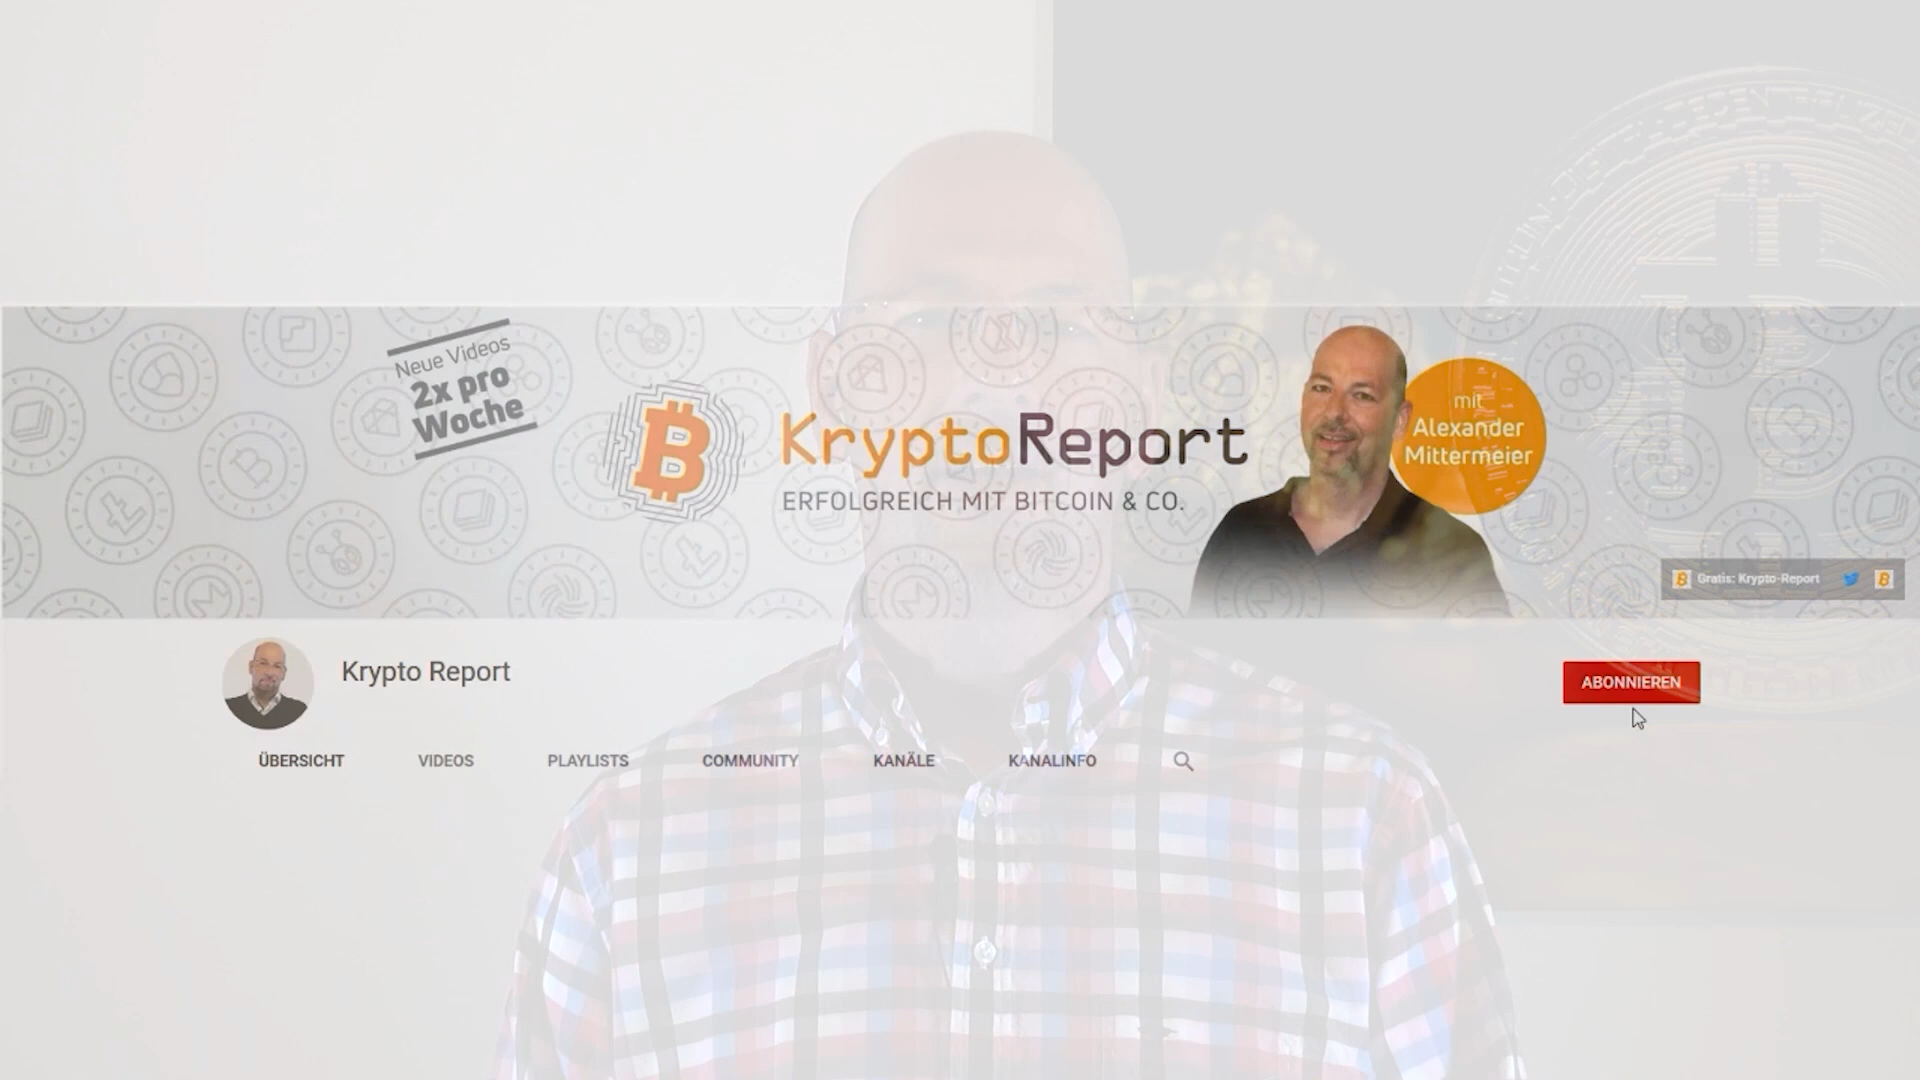 Neue Videos
2x pro
Woche
KryptoReport
ERFOLGREICH MIT BITCOIN & CO.
mit
Alexander
Mittermeier
Gratis: Krypto-Report
Krypto Report
ABONNIEREN
ÜBERSICHT VIDEOS PLAYLISTS COMMUNITY KANÄLE KANALINFO